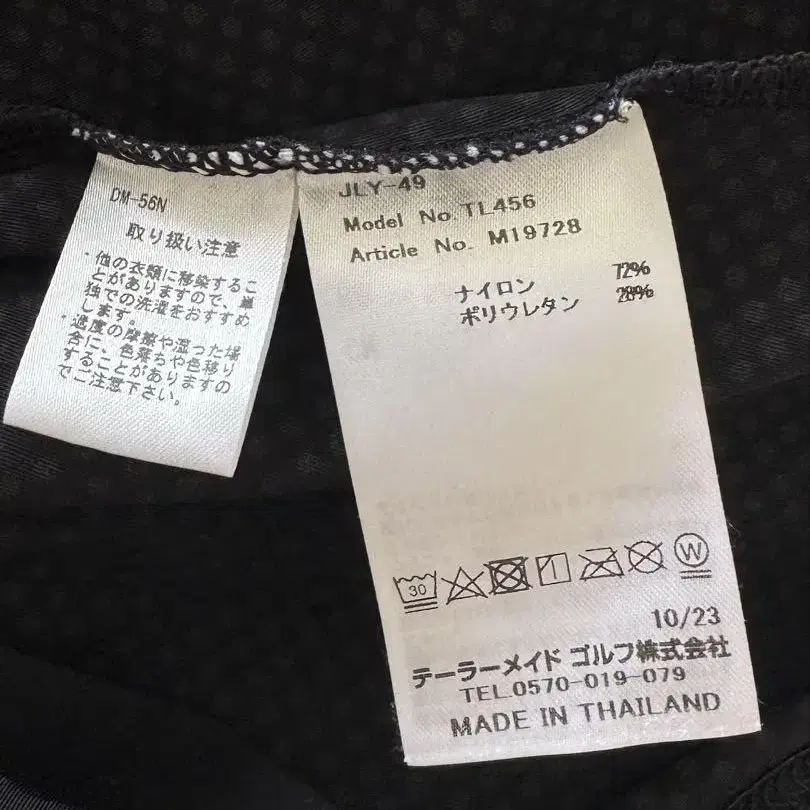 DM-56N
取り扱い注意
・他の衣類に移染するこ
とがありますので、単
独での洗濯をおすすめ
します。
・過度の摩擦や湿った場
合に、色落ちや色移り
することがありますの
でご注意下さい。
JLY-49
Model No.TL456
Article No. M19728
ナイロン 72%
ポリウレタン 28%
30
W
10/23
テーラーメイド ゴルフ株式会社
TEL.0570-019-079
MADE IN THAILAND